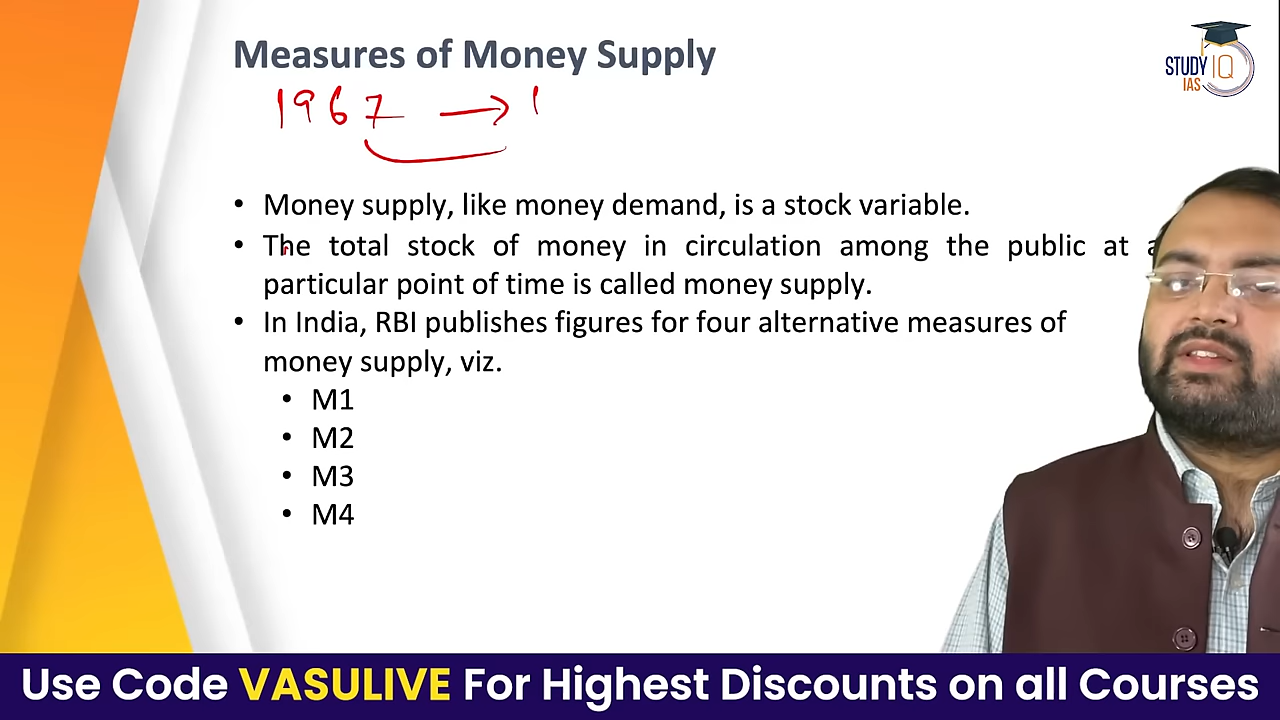 Measures of Money Supply
STUDY IQ
IAS
1967 → 1
• Money supply, like money demand, is a stock variable.
• The total stock of money in circulation among the public at a
particular point of time is called money supply.
• In India, RBI publishes figures for four alternative measures of
money supply, viz.
• M1
• M2
• M3
• M4
Use Code VASULIVE For Highest Discounts on all Courses